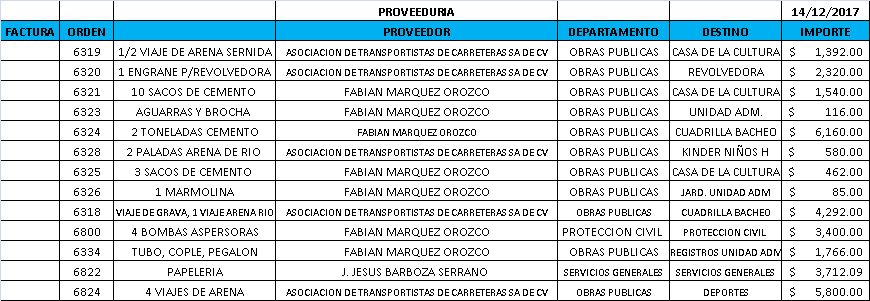 PROVEEDURIA 14/12/2017
FACTURA ORDEN PROVEEDOR DEPARTAMENTO DESTINO IMPORTE
6319 1/2 VIAJE DE ARENA SERNIDA ASOCIACION DE TRANSPORTISTAS DE CARRETERAS SA DE CV OBRAS PUBLICAS CASA DE LA CULTURA $ 1,392.00
6320 1 ENGRANE P/REVOLVEDORA ASOCIACION DE TRANSPORTISTAS DE CARRETERAS SA DE CV OBRAS PUBLICAS REVOLVEDORA $ 2,320.00
6321 10 SACOS DE CEMENTO FABIAN MARQUEZ OROZCO OBRAS PUBLICAS CASA DE LA CULTURA $ 1,540.00
6323 AGUARRAS Y BROCHA FABIAN MARQUEZ OROZCO OBRAS PUBLICAS UNIDAD ADM. $ 116.00
6324 2 TONELADAS CEMENTO FABIAN MARQUEZ OROZCO OBRAS PUBLICAS CUADRILLA BACHEO $ 6,160.00
6328 2 PALADAS ARENA DE RIO ASOCIACION DE TRANSPORTISTAS DE CARRETERAS SA DE CV OBRAS PUBLICAS KINDER NIÑOS H $ 580.00
6325 3 SACOS DE CEMENTO FABIAN MARQUEZ OROZCO OBRAS PUBLICAS CASA DE LA CULTURA $ 462.00
6326 1 MARMOLINA FABIAN MARQUEZ OROZCO OBRAS PUBLICAS JARD. UNIDAD ADM $ 85.00
6318 VIAJE DE GRAVA, 1 VIAJE ARENA RIO ASOCIACION DE TRANSPORTISTAS DE CARRETERAS SA DE CV OBRAS PUBLICAS CUADRILLA BACHEO $ 4,292.00
6800 4 BOMBAS ASPERSORAS FABIAN MARQUEZ OROZCO PROTECCION CIVIL PROTECCION CIVIL $ 3,400.00
6334 TUBO, COPLE, PEGALON FABIAN MARQUEZ OROZCO OBRAS PUBLICAS REGISTROS UNIDAD ADM $ 1,766.00
6822 PAPELERIA J. JESUS BARBOZA SERRANO SERVICIOS GENERALES SERVICIOS GENERALES $ 3,712.09
6824 4 VIAJES DE ARENA ASOCIACION DE TRANSPORTISTAS DE CARRETERAS SA DE CV OBRAS PUBLICAS DEPORTES $ 5,800.00